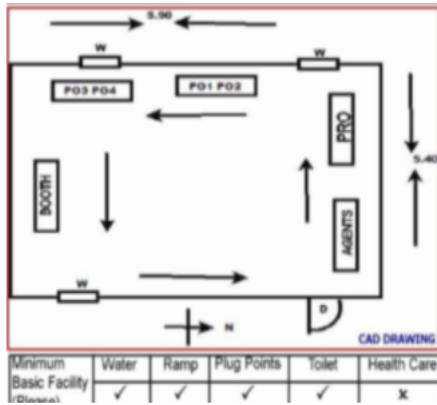 5.90
W
W
PO3 PO4
PO1 PO2
PRO
5.40
BOOTH
AGENTS
W
D
N
CAD DRAWING
Minimum Basic Facility (Please)
Water
Ramp
Plug Points
Toilet
Health Care
✓ ✓ ✓ ✓ X